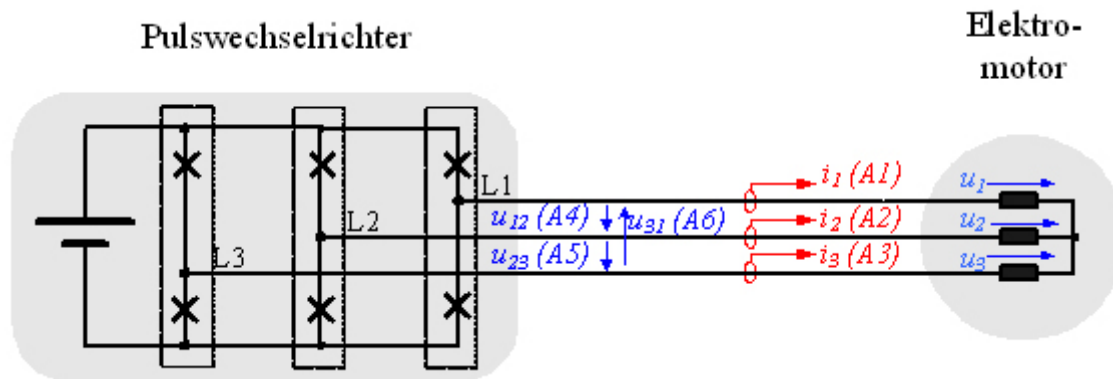 Pulswechselrichter
Elektro-
motor
L1
i1 (A1)
u1
u12 (A4)
L2
u31 (A6)
i2 (A2)
u2
u23 (A5)
L3
i3 (A3)
u3